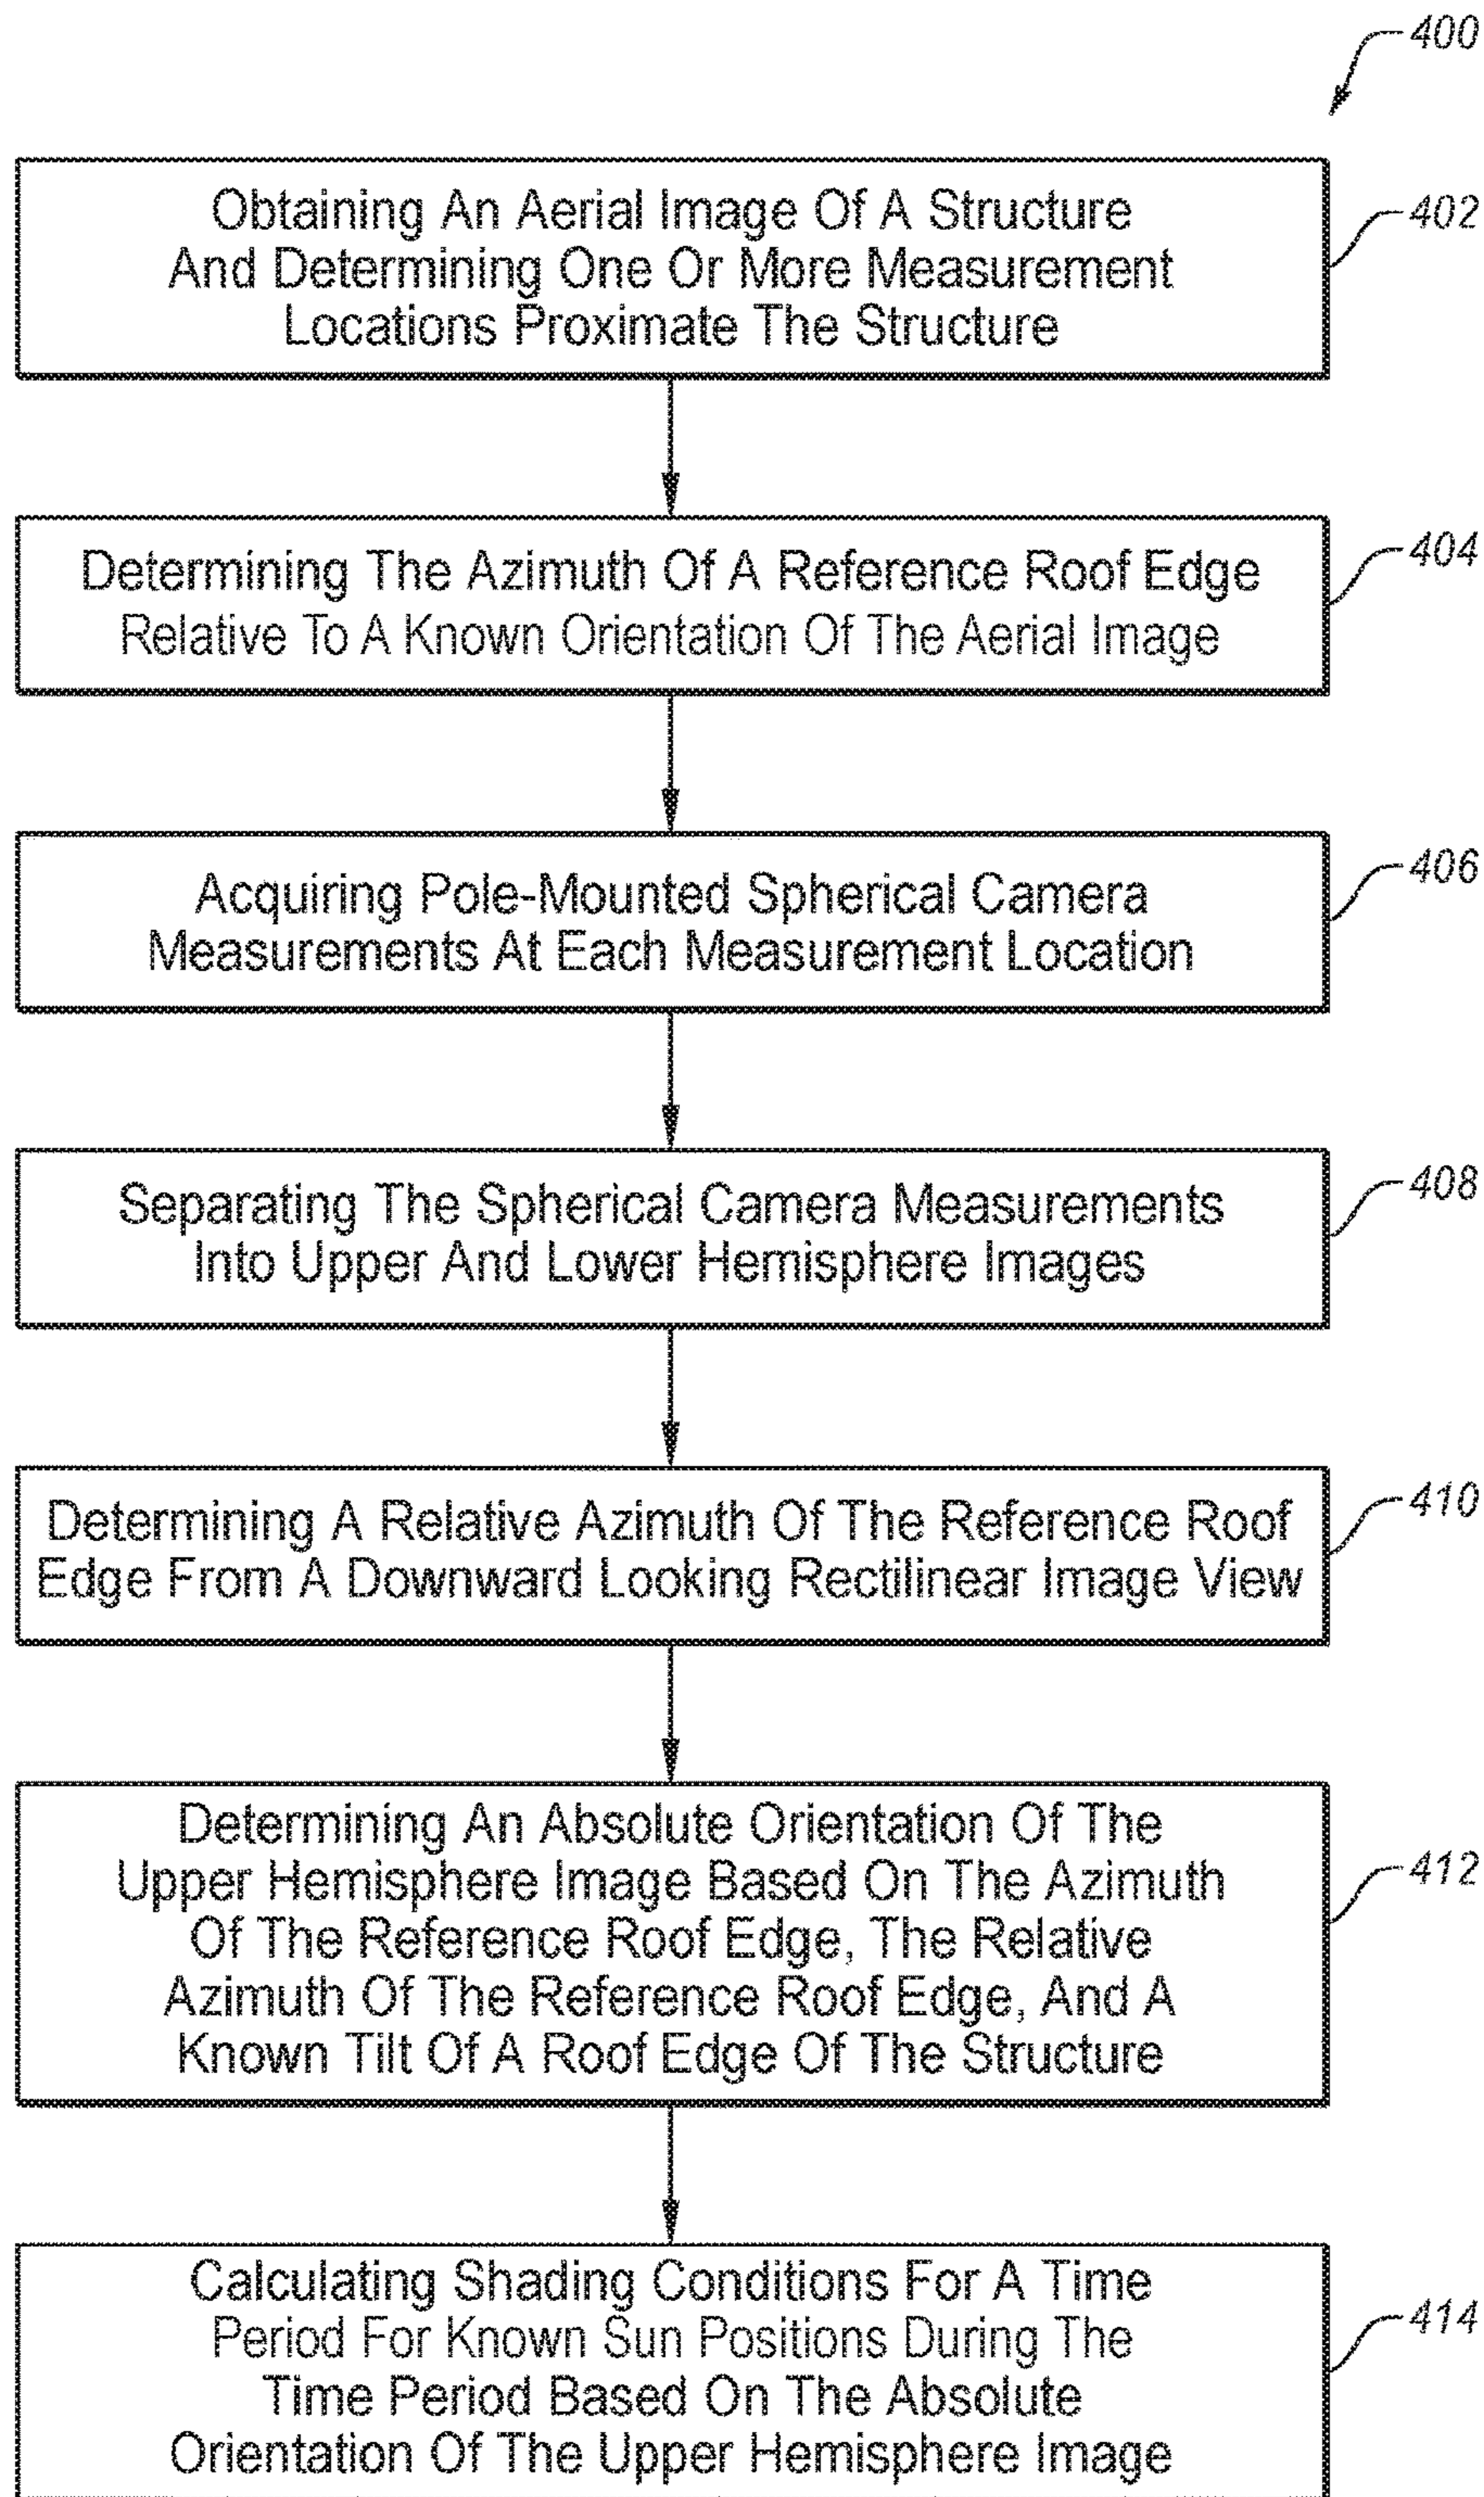 400
Obtaining An Aerial Image Of A Structure
And Determining One Or More Measurement
Locations Proximate The Structure
402
Determining The Azimuth Of A Reference Roof Edge
Relative To A Known Orientation Of The Aerial Image
404
Acquiring Pole-Mounted Spherical Camera
Measurements At Each Measurement Location
406
Separating The Spherical Camera Measurements
Into Upper And Lower Hemisphere Images
408
Determining A Relative Azimuth Of The Reference Roof
Edge From A Downward Looking Rectilinear Image View
410
Determining An Absolute Orientation Of The
Upper Hemisphere Image Based On The Azimuth
Of The Reference Roof Edge, The Relative
Azimuth Of The Reference Roof Edge, And A
Known Tilt Of A Roof Edge Of The Structure
412
Calculating Shading Conditions For A Time
Period For Known Sun Positions During The
Time Period Based On The Absolute
Orientation Of The Upper Hemisphere Image
414